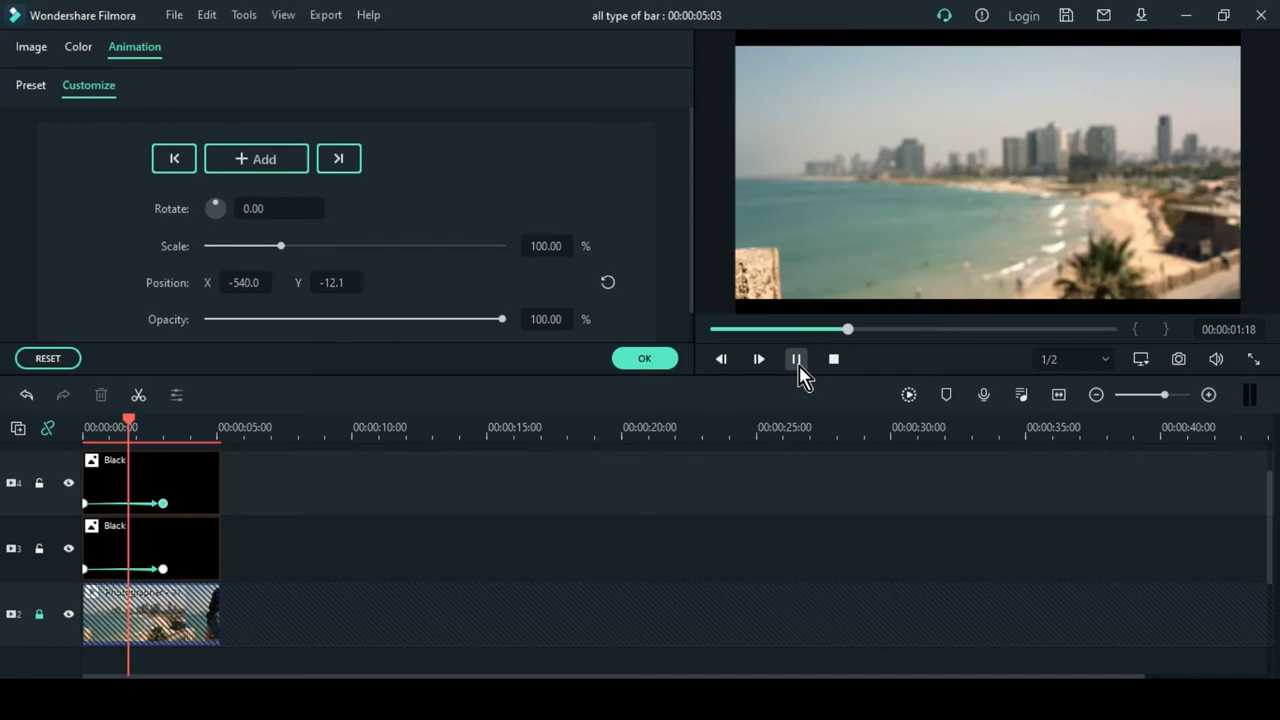 Wondershare Filmora File Edit Tools View Export Help all type of bar : 00:00:05:03 Login
Image Color Animation
Preset Customize
+ Add
Rotate: 0.00
Scale: 100.00 %
Position: X -540.0 Y -12.1
Opacity: 100.00 %
00:00:01:18
RESET OK 1/2
00:00:00:00 00:00:05:00 00:00:10:00 00:00:15:00 00:00:20:00 00:00:25:00 00:00:30:00 00:00:35:00 00:00:40:00
4 Black
3 Black
2